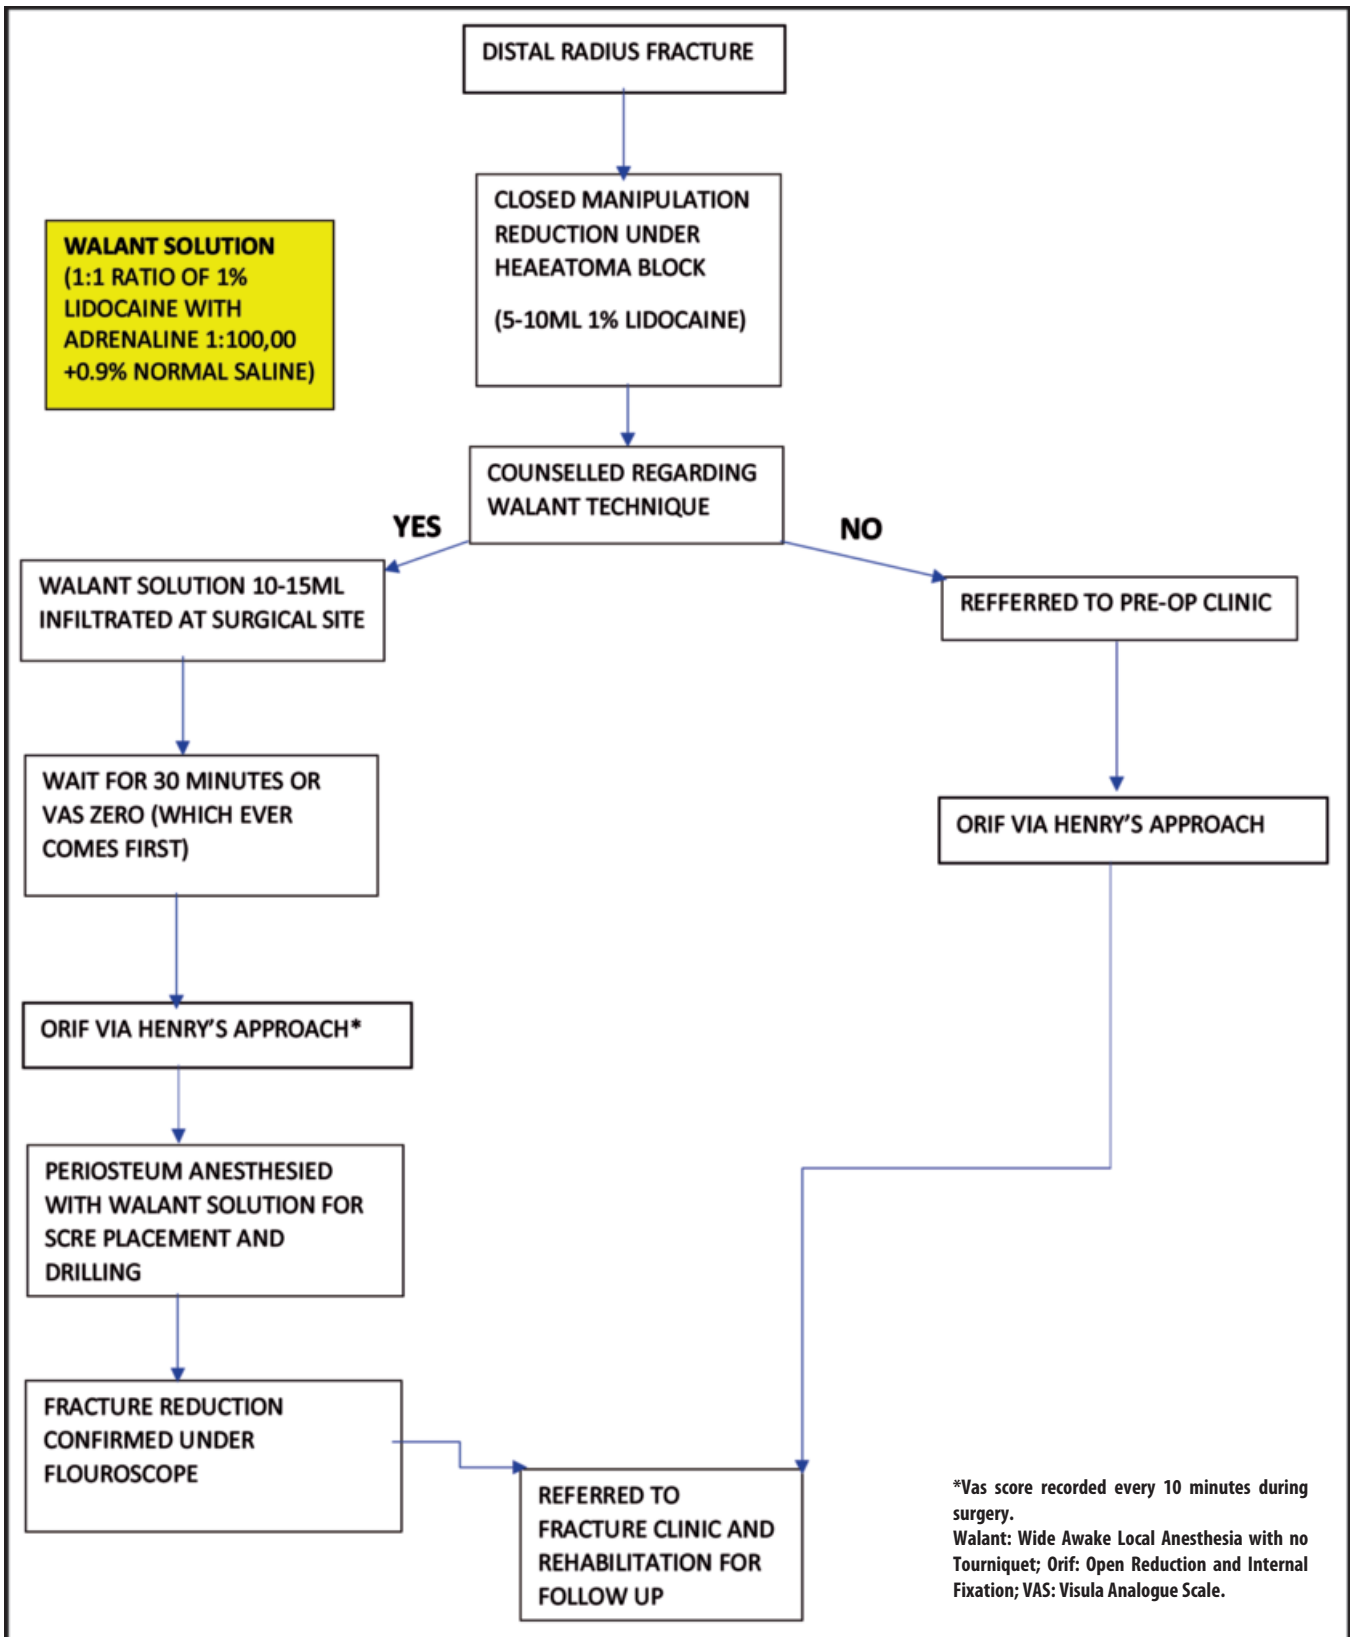 DISTAL RADIUS FRACTURE
CLOSED MANIPULATION
REDUCTION UNDER
HEAEATOMA BLOCK
(5-10ML 1% LIDOCAINE)
WALANT SOLUTION
(1:1 RATIO OF 1%
LIDOCAINE WITH
ADRENALINE 1:100,00
+0.9% NORMAL SALINE)
COUNSELLED REGARDING
WALANT TECHNIQUE
YES
NO
WALANT SOLUTION 10-15ML
INFILTRATED AT SURGICAL SITE
REFFERRED TO PRE-OP CLINIC
WAIT FOR 30 MINUTES OR
VAS ZERO (WHICH EVER
COMES FIRST)
ORIF VIA HENRY'S APPROACH
ORIF VIA HENRY'S APPROACH*
PERIOSTEUM ANESTHESIED
WITH WALANT SOLUTION FOR
SCRE PLACEMENT AND
DRILLING
FRACTURE REDUCTION
CONFIRMED UNDER
FLOUROSCOPE
REFERRED TO
FRACTURE CLINIC AND
REHABILITATION FOR
FOLLOW UP
*Vas score recorded every 10 minutes during
surgery.
Walant: Wide Awake Local Anesthesia with no
Tourniquet; Orif: Open Reduction and Internal
Fixation; VAS: Visula Analogue Scale.